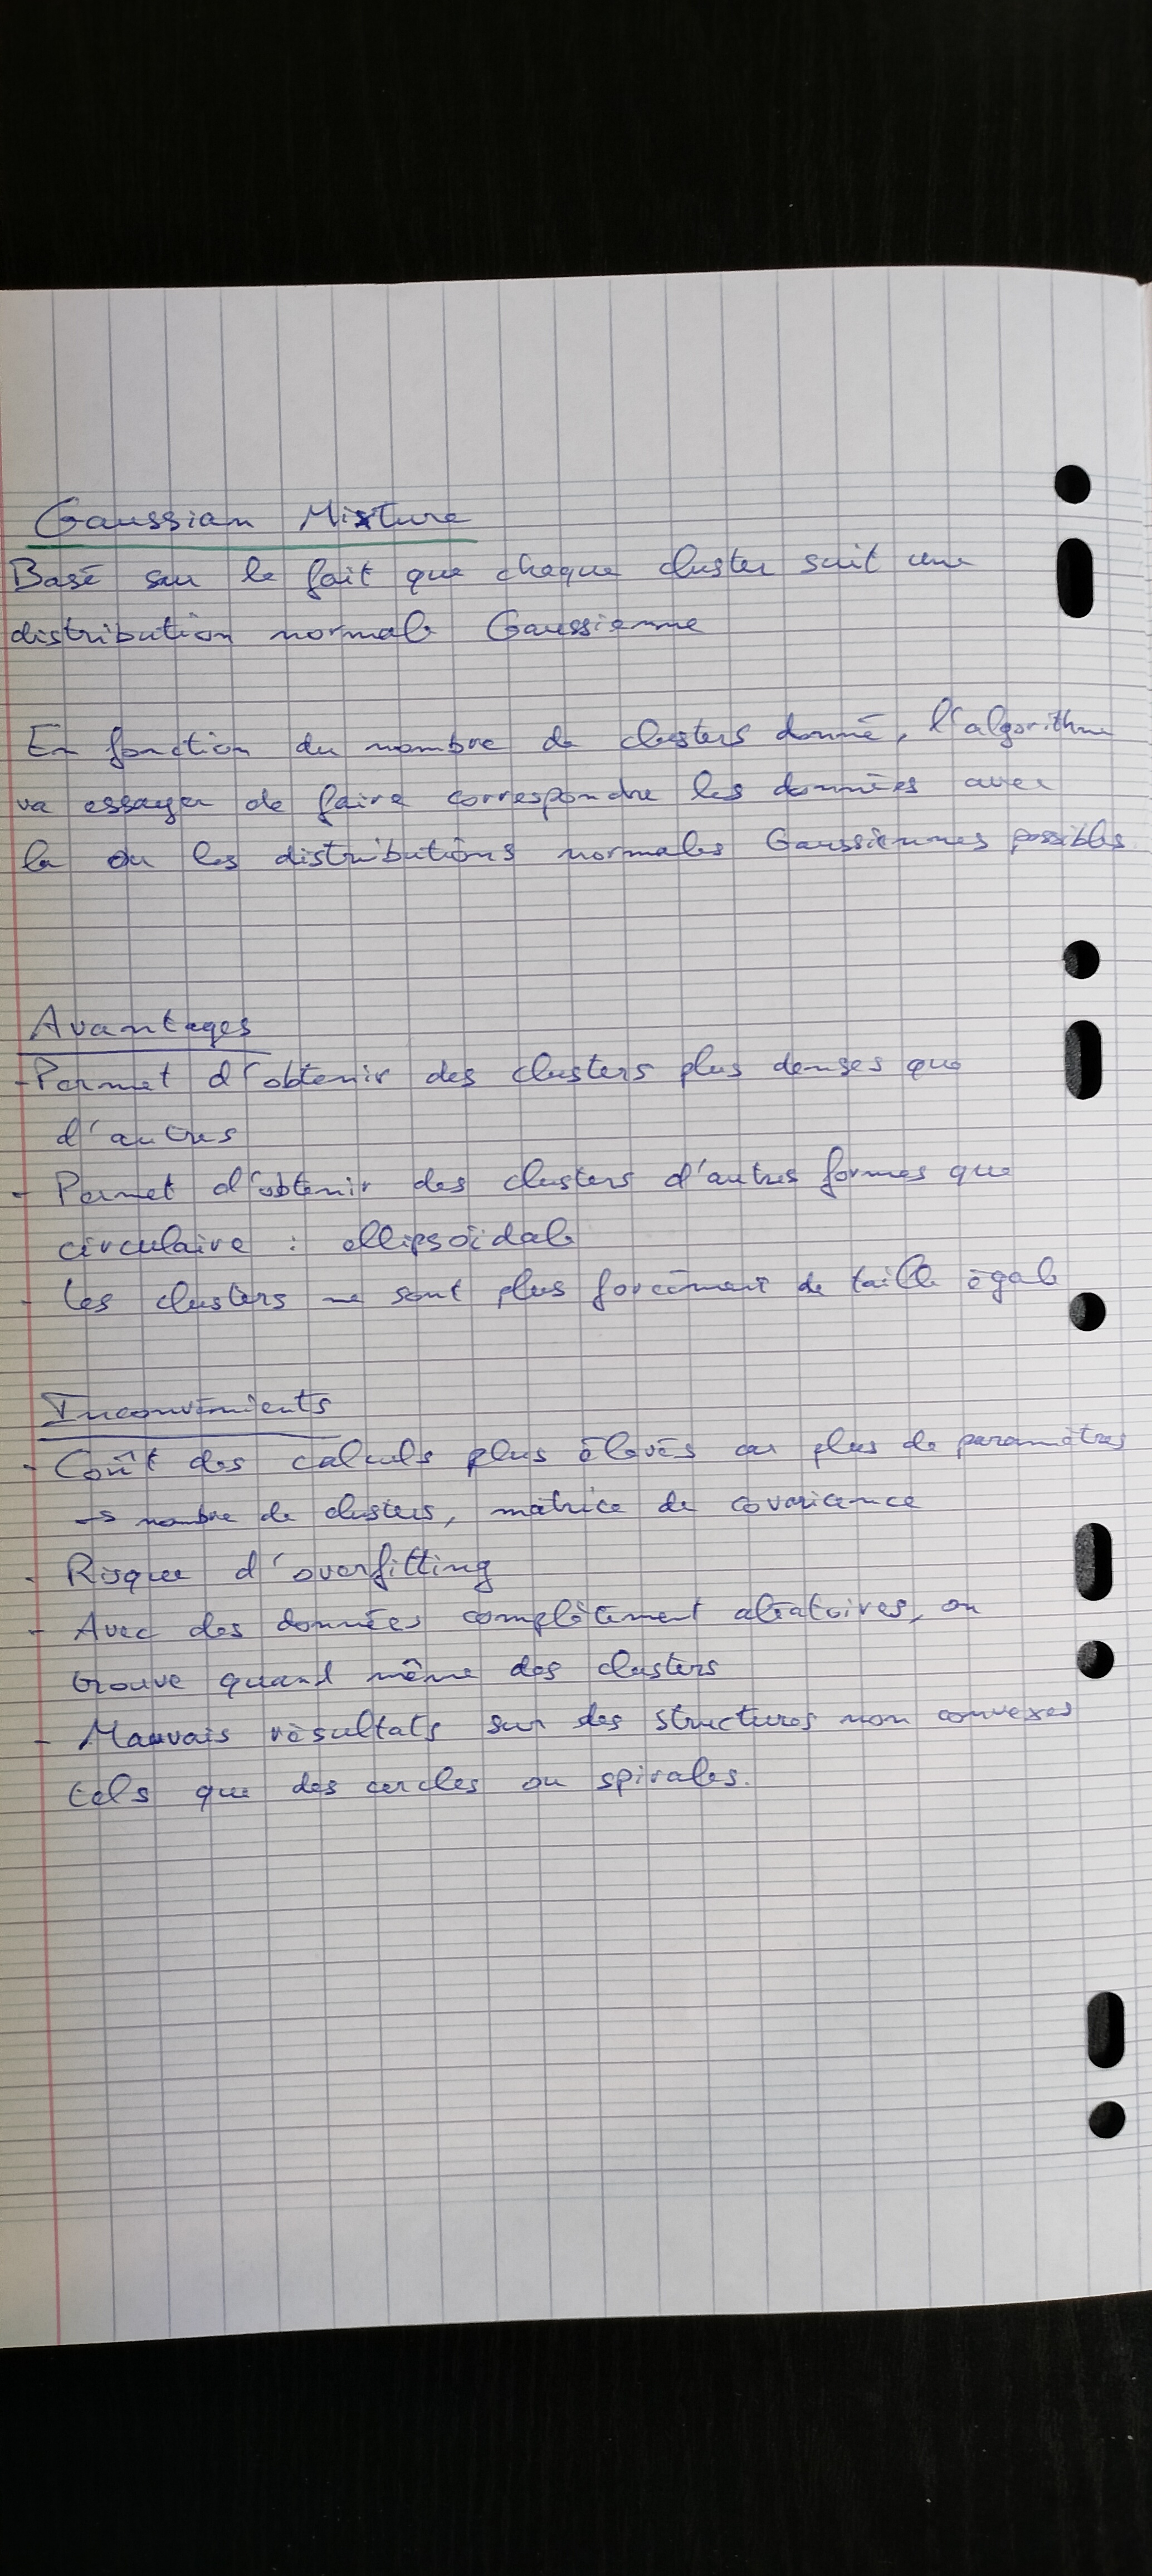 Gaussian Mixture
Basé sur le fait que chaque cluster suit une
distribution normale Gaussienne
En fonction du nombre de clusters donné, l'algorithme
va essayer de faire correspondre les données avec
la ou les distributions normales Gaussiennes possibles
Avantages
- Permet d'obtenir des clusters plus denses que
d'autres
- Permet d'obtenir des clusters d'autres formes que
circulaire : ellipsoïdale
- Les clusters ne sont plus forcément de taille égale
Inconvénients
- Coût des calculs plus élevés car plus de paramètres
→ nombre de clusters, matrice de covariance
- Risque d'overfitting
- Avec des données complètement aléatoires, on
trouve quand même des clusters
- Mauvais résultats sur des structures non convexes
tels que des cercles ou spirales.